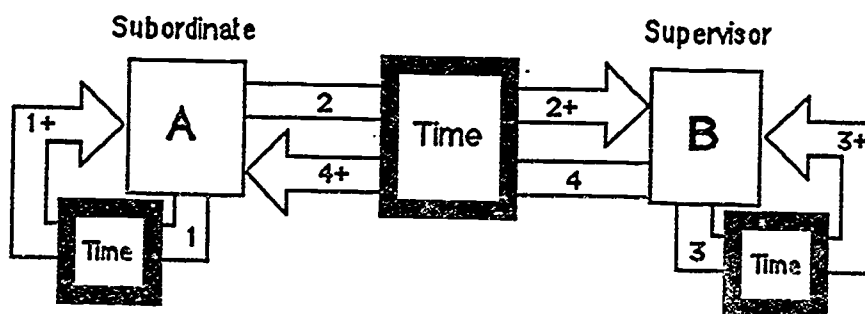 Subordinate
Supervisor
1+
A
2
Time
2+
B
3+
4+
4
Time
1
3
Time